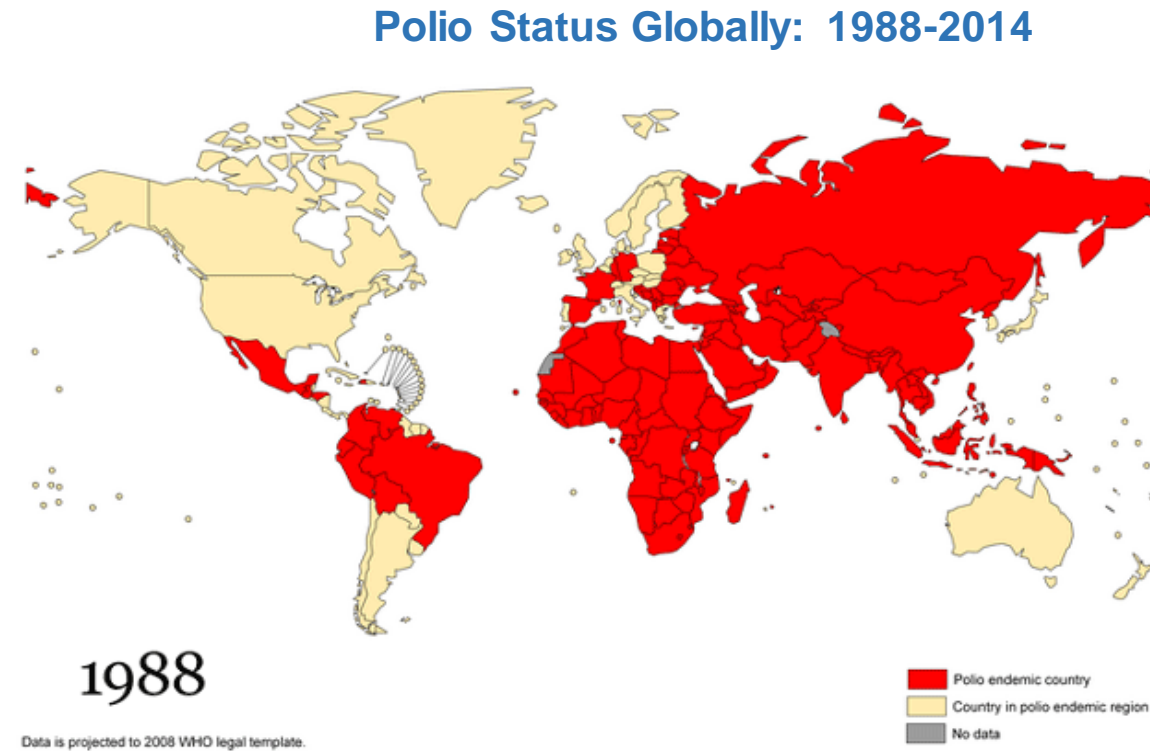 Polio Status Globally: 1988-2014
1988
Polio endemic country
Country in polio endemic region
No data
Data is projected to 2008 WHO legal template.